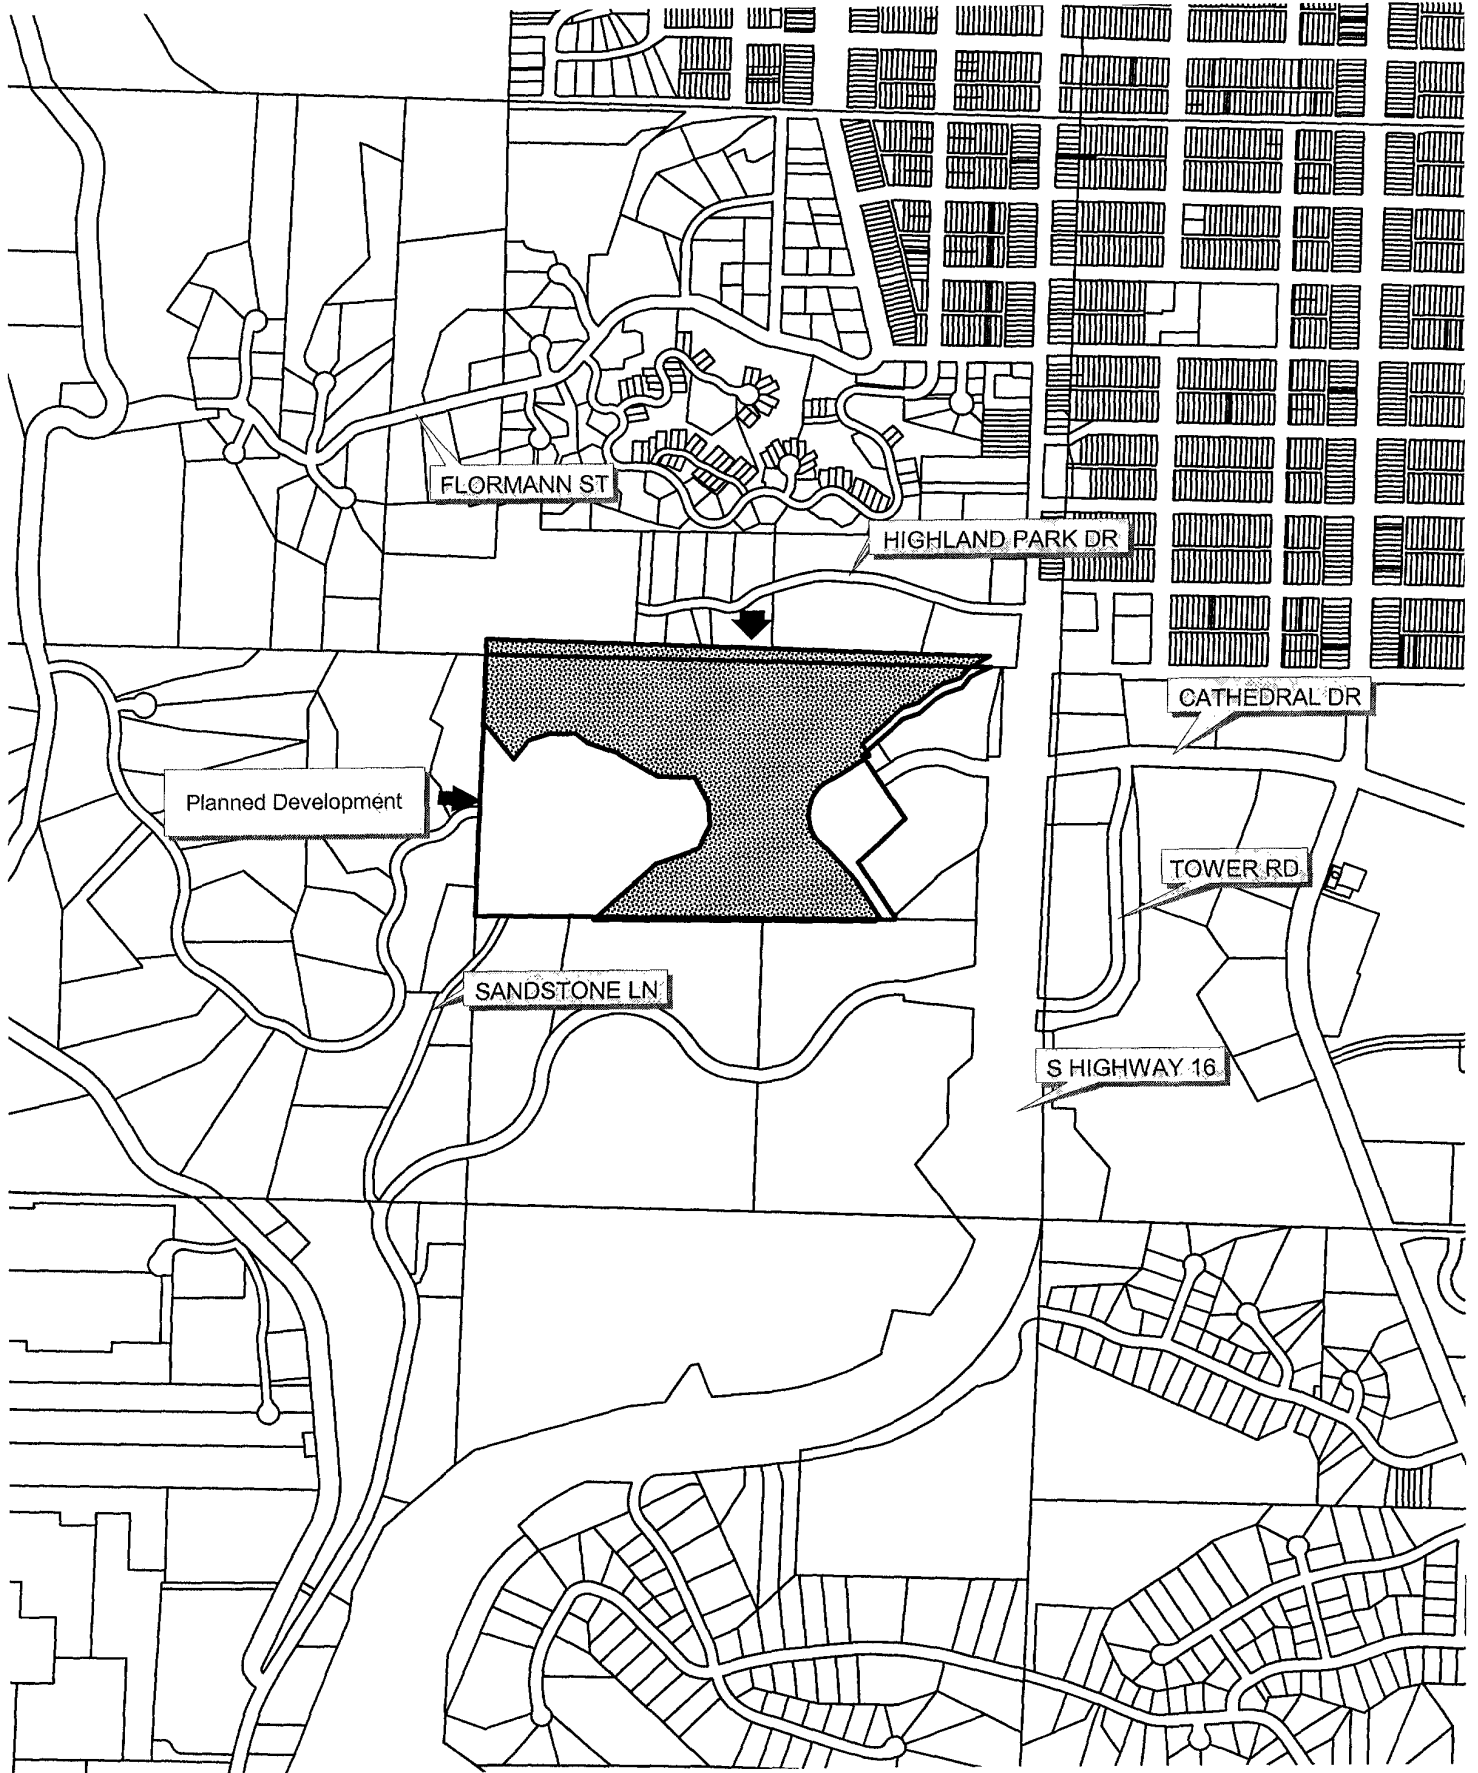 FLORMANN ST
HIGHLAND PARK DR
CATHEDRAL DR
Planned Development
TOWER RD
SANDSTONE LN
S HIGHWAY 16